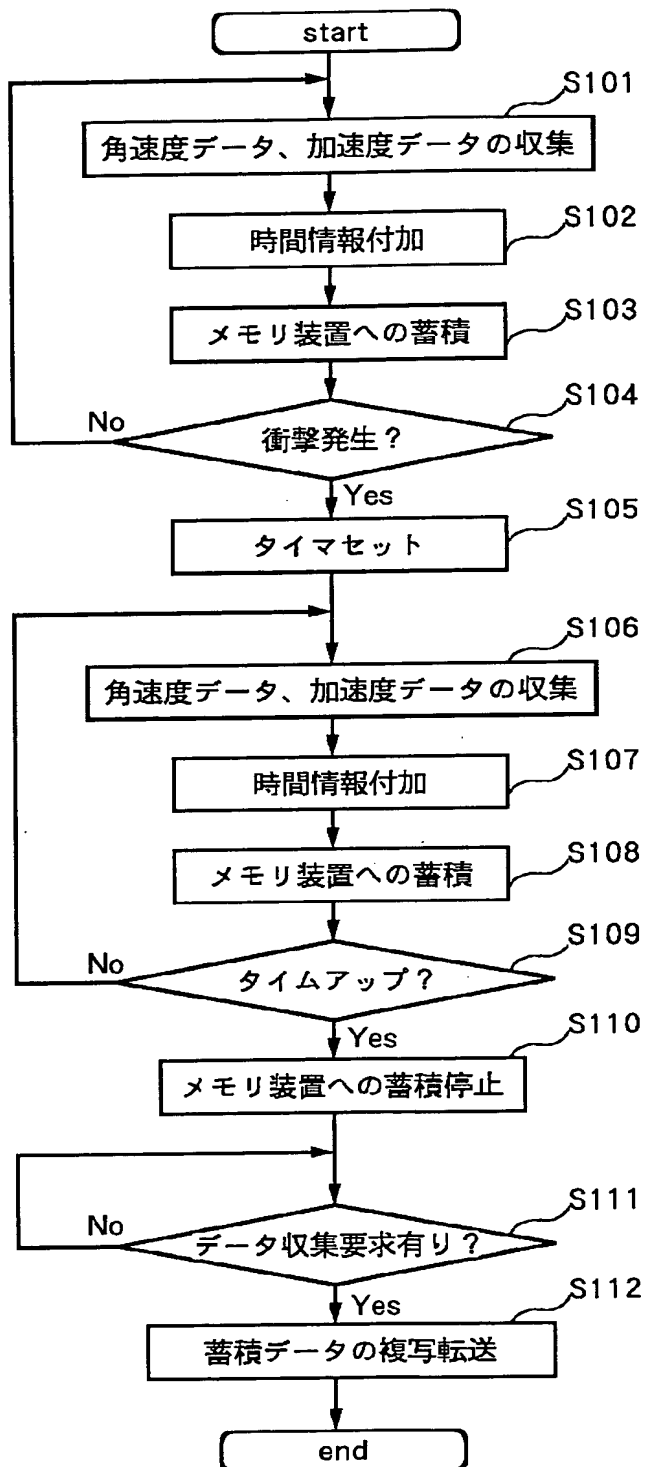 start
S101
角速度データ、加速度データの収集
S102
時間情報付加
S103
メモリ装置への蓄積
S104
衝撃発生？
No
Yes
S105
タイマセット
S106
角速度データ、加速度データの収集
S107
時間情報付加
S108
メモリ装置への蓄積
S109
タイムアップ？
No
Yes
S110
メモリ装置への蓄積停止
S111
データ収集要求有り？
No
Yes
S112
蓄積データの複写転送
end